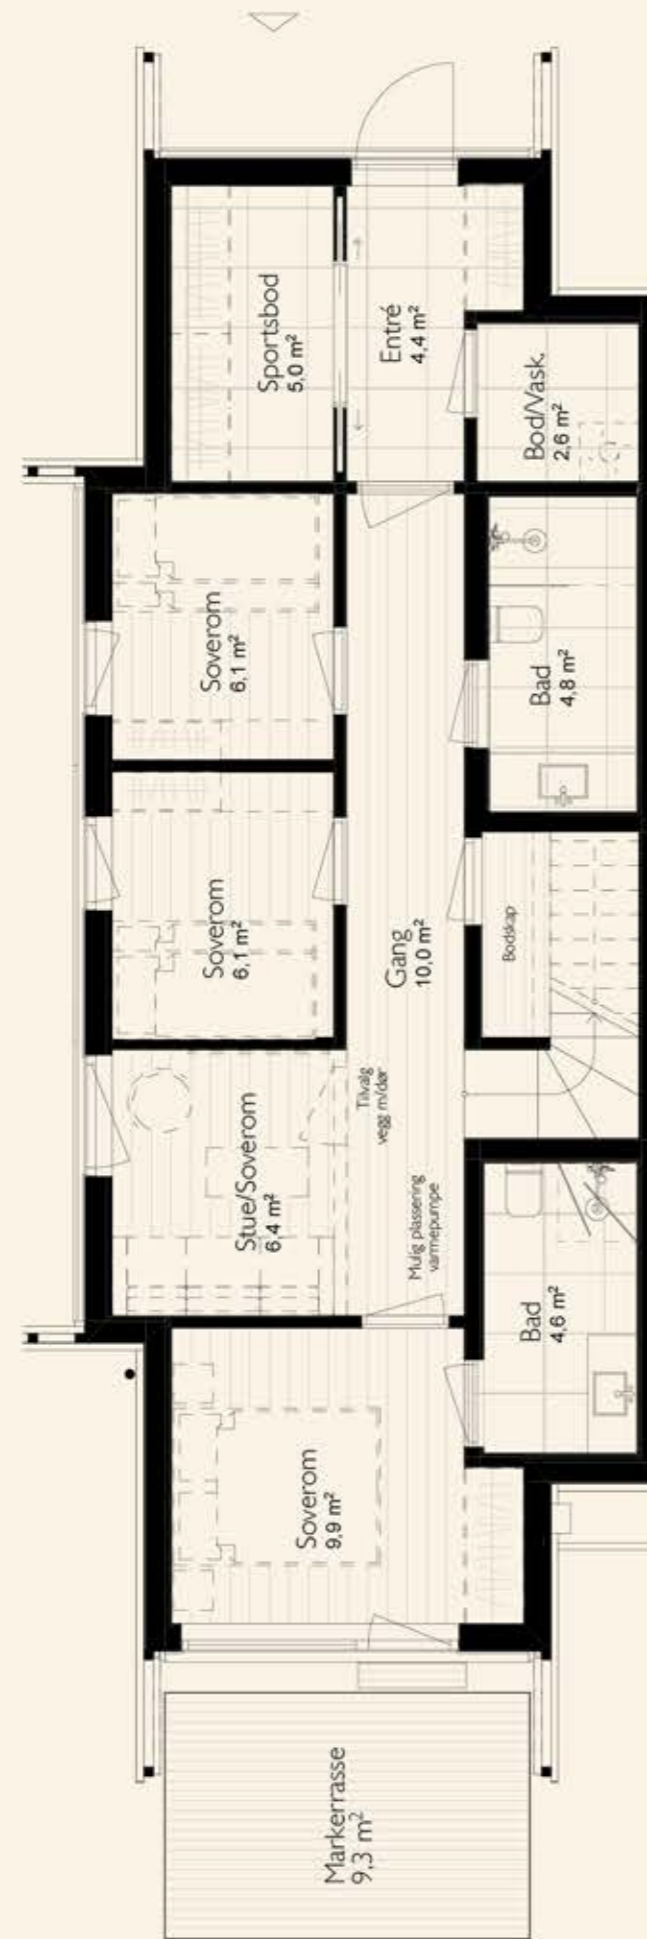 Sportsbod
5,0 m²
Entré
4,4 m²
Bod/Vask.
2,6 m²
Soverom
6,1 m²
Bad
4,8 m²
Soverom
6,1 m²
Gang
10,0 m²
Bodskap
Stue/Soverom
6,4 m²
Tilvalg
vegg m/dør
Mulig plassering
varmepumpe
Bad
4,6 m²
Soverom
9,9 m²
Markerrasse
9,3 m²